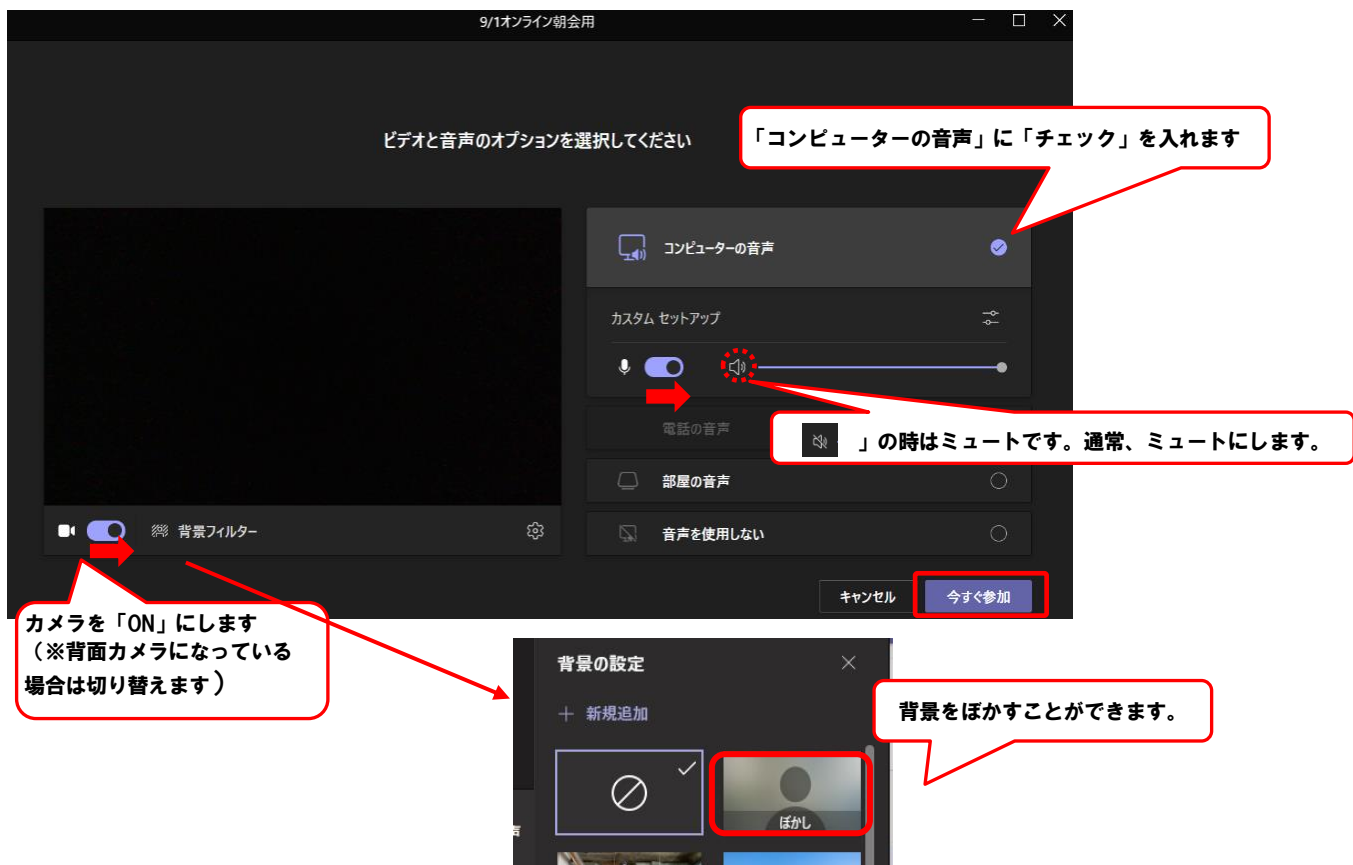 9/1オンライン朝会用
ビデオと音声のオプションを選択してください
「コンピューターの音声」に「チェック」を入れます
コンピューターの音声
カスタム セットアップ
電話の音声
」の時はミュートです。通常、ミュートにします。
部屋の音声
背景フィルター
音声を使用しない
キャンセル
今すぐ参加
カメラを「ON」にします
(※背面カメラになっている
場合は切り替えます)
背景の設定
+ 新規追加
背景をぼかすことができます。
ぼかし
声